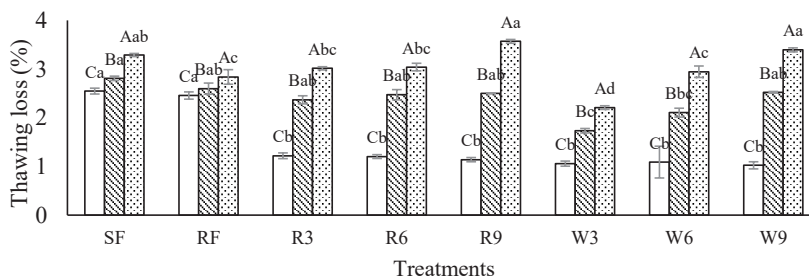 Thawing loss (%)
4
3
2
1
0
Ca
Ba
Aab
Ca
Bab
Ac
Cb
Bab
Abc
Cb
Bab
Abc
Cb
Bab
Aa
Cb
Bc
Ad
Cb
Bbc
Ac
Cb
Bab
Aa
SF RF R3 R6 R9 W3 W6 W9
Treatments